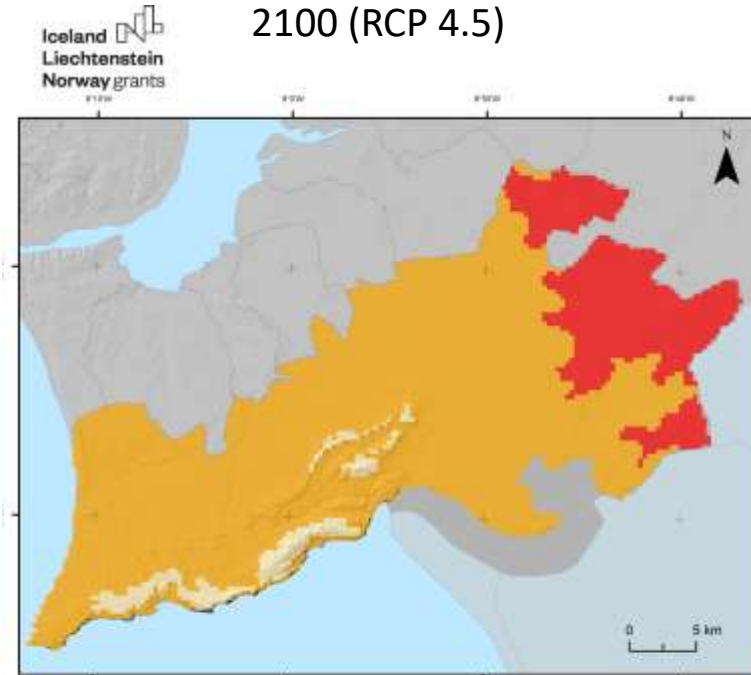 2100 (RCP 4.5)
Iceland
Liechtenstein
Norway grants
N
0 5 km